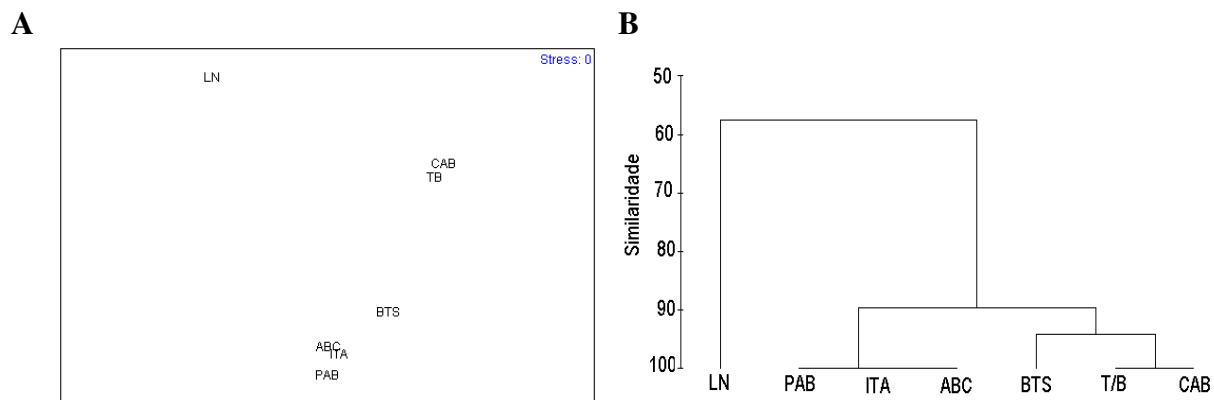 A
Stress: 0
LN
CAB
TB
BTS
ABC
ITA
PAB
B
Similaridade
50
60
70
80
90
100
LN PAB ITA ABC BTS T/B CAB